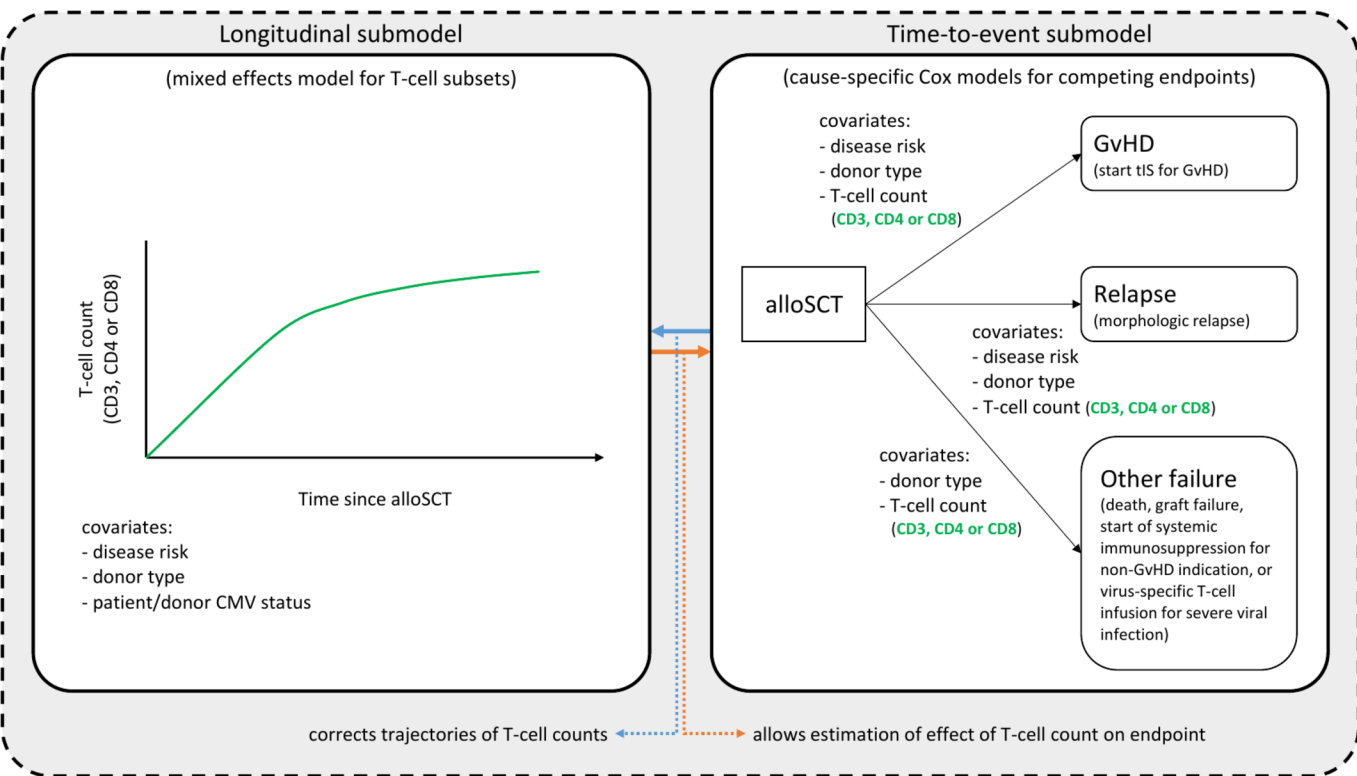 Longitudinal submodel
(mixed effects model for T-cell subsets)
T-cell count
(CD3, CD4 or CD8)
Time since alloSCT
covariates:
- disease risk
- donor type
- patient/donor CMV status
Time-to-event submodel
(cause-specific Cox models for competing endpoints)
covariates:
- disease risk
- donor type
- T-cell count
(CD3, CD4 or CD8)
GvHD
(start tIS for GvHD)
alloSCT
Relapse
(morphologic relapse)
covariates:
- disease risk
- donor type
- T-cell count (CD3, CD4 or CD8)
covariates:
- donor type
- T-cell count
(CD3, CD4 or CD8)
Other failure
(death, graft failure,
start of systemic
immunosuppression for
non-GvHD indication, or
virus-specific T-cell
infusion for severe viral
infection)
corrects trajectories of T-cell counts
allows estimation of effect of T-cell count on endpoint